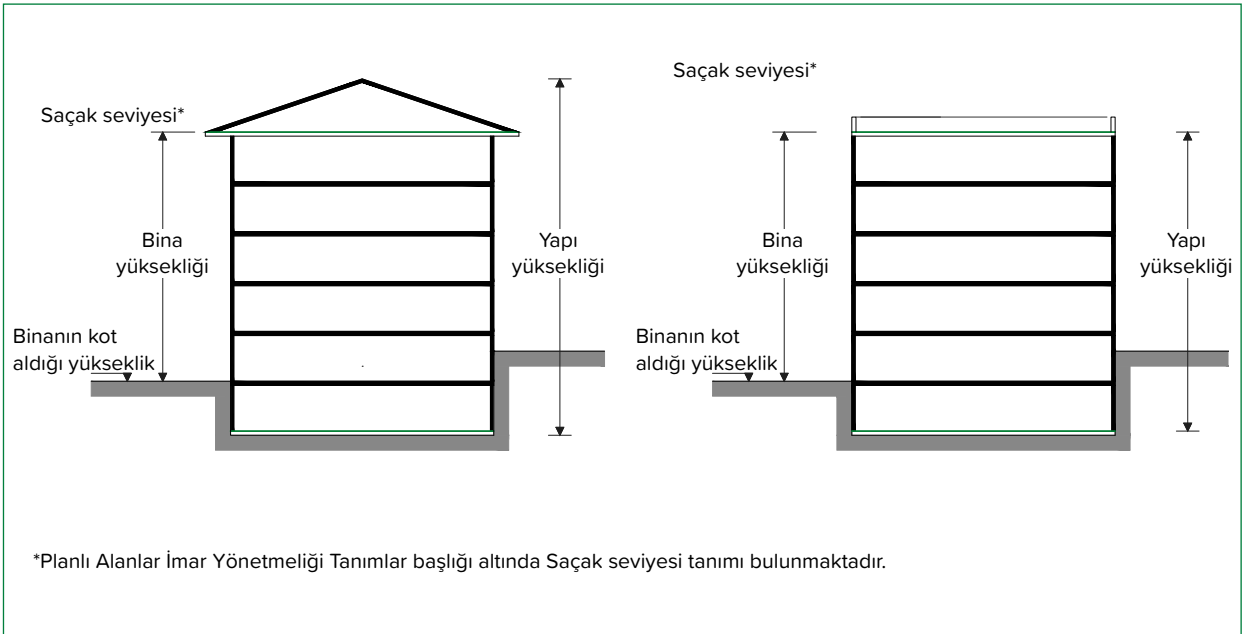 Saçak seviyesi*
Bina
yüksekliği
Yapı
yüksekliği
Binanın kot
aldığı yükseklik
Saçak seviyesi*
Bina
yüksekliği
Yapı
yüksekliği
Binanın kot
aldığı yükseklik
*Planlı Alanlar İmar Yönetmeliği Tanımlar başlığı altında Saçak seviyesi tanımı bulunmaktadır.